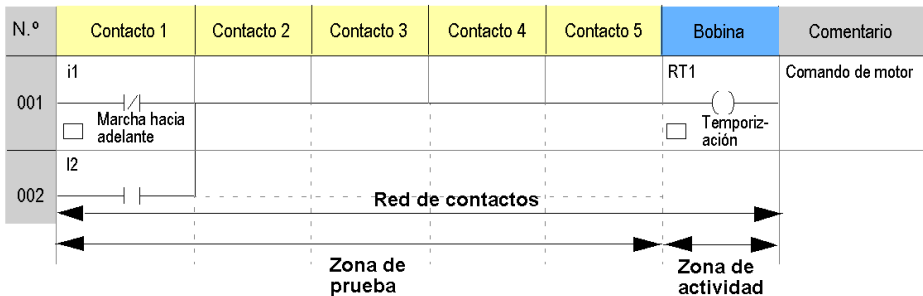 N.º Contacto 1 Contacto 2 Contacto 3 Contacto 4 Contacto 5 Bobina Comentario
i1 RT1 Comando de motor
001
Marcha hacia adelante Temporiz-ación
I2
002
Red de contactos
Zona de prueba Zona de actividad